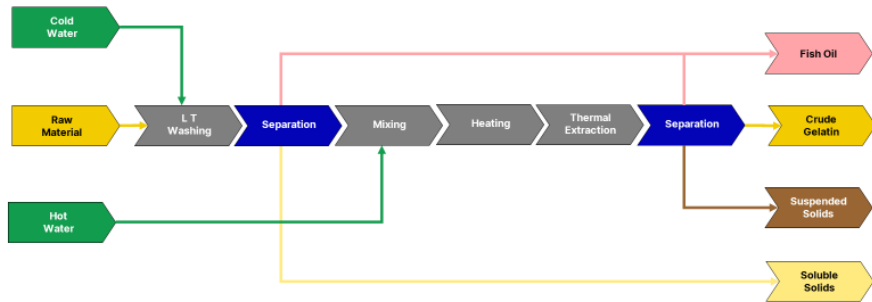 Cold
Water
Fish Oil
Raw
Material
L T
Washing
Separation
Mixing
Heating
Thermal
Extraction
Separation
Crude
Gelatin
Hot
Water
Suspended
Solids
Soluble
Solids